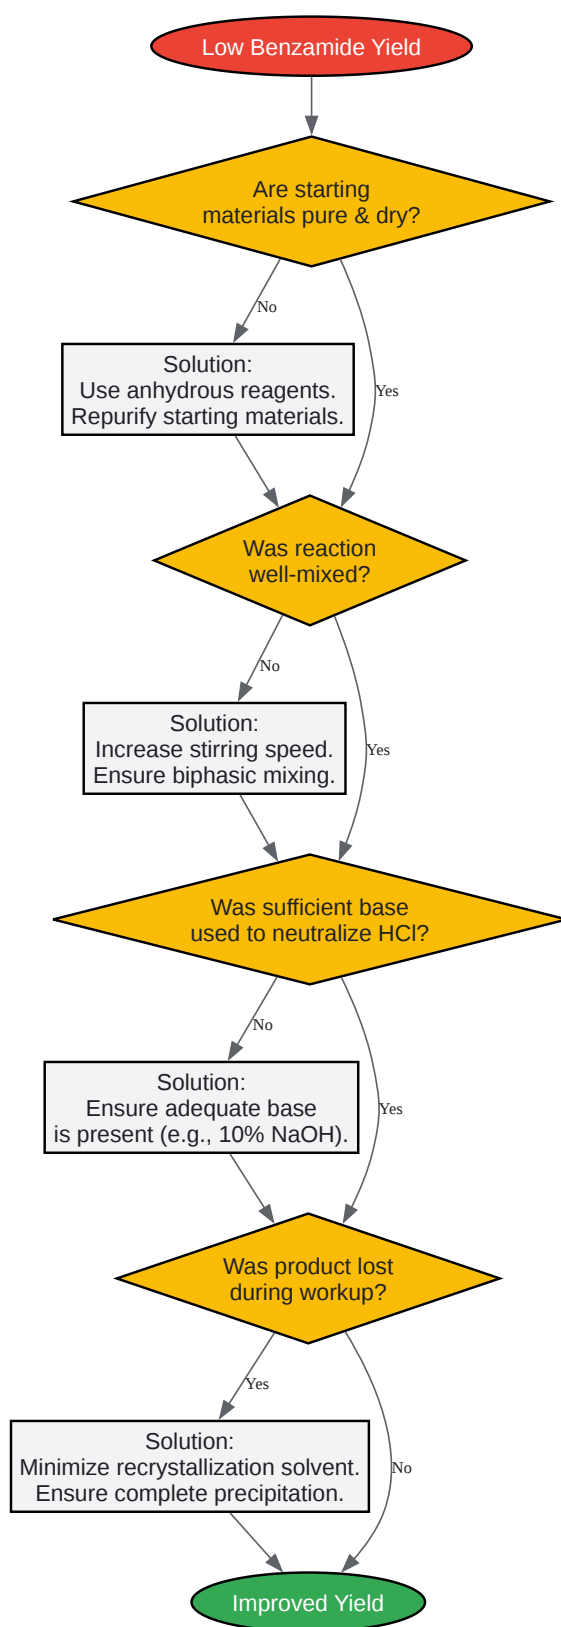 Low Benzamide Yield
Are starting
materials pure & dry?
No
Yes
Solution:
Use anhydrous reagents.
Repurify starting materials.
Was reaction
well-mixed?
No
Yes
Solution:
Increase stirring speed.
Ensure biphasic mixing.
Was sufficient base
used to neutralize HCl?
No
Yes
Solution:
Ensure adequate base
is present (e.g., 10% NaOH).
Was product lost
during workup?
Yes
No
Solution:
Minimize recrystallization solvent.
Ensure complete precipitation.
Improved Yield